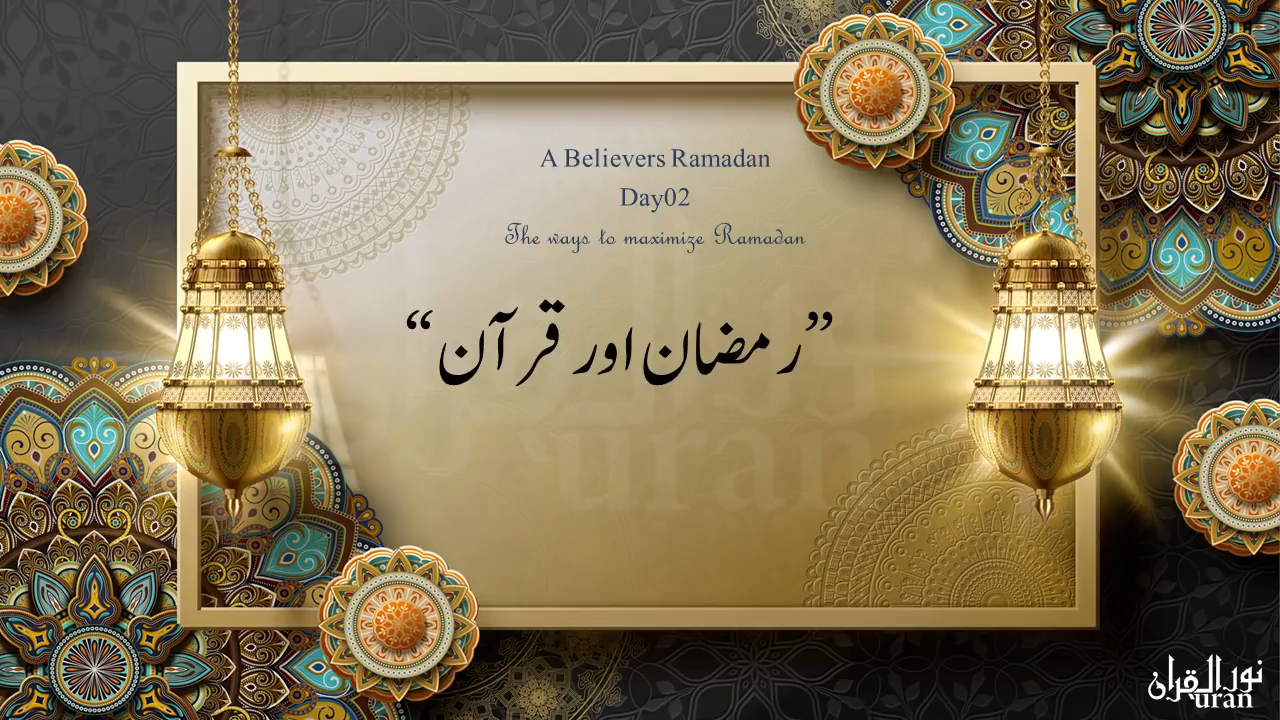 A Believers Ramadan
Day02
The ways to maximize Ramadan
”رمضان اور قرآن“
نور القرآن
uran